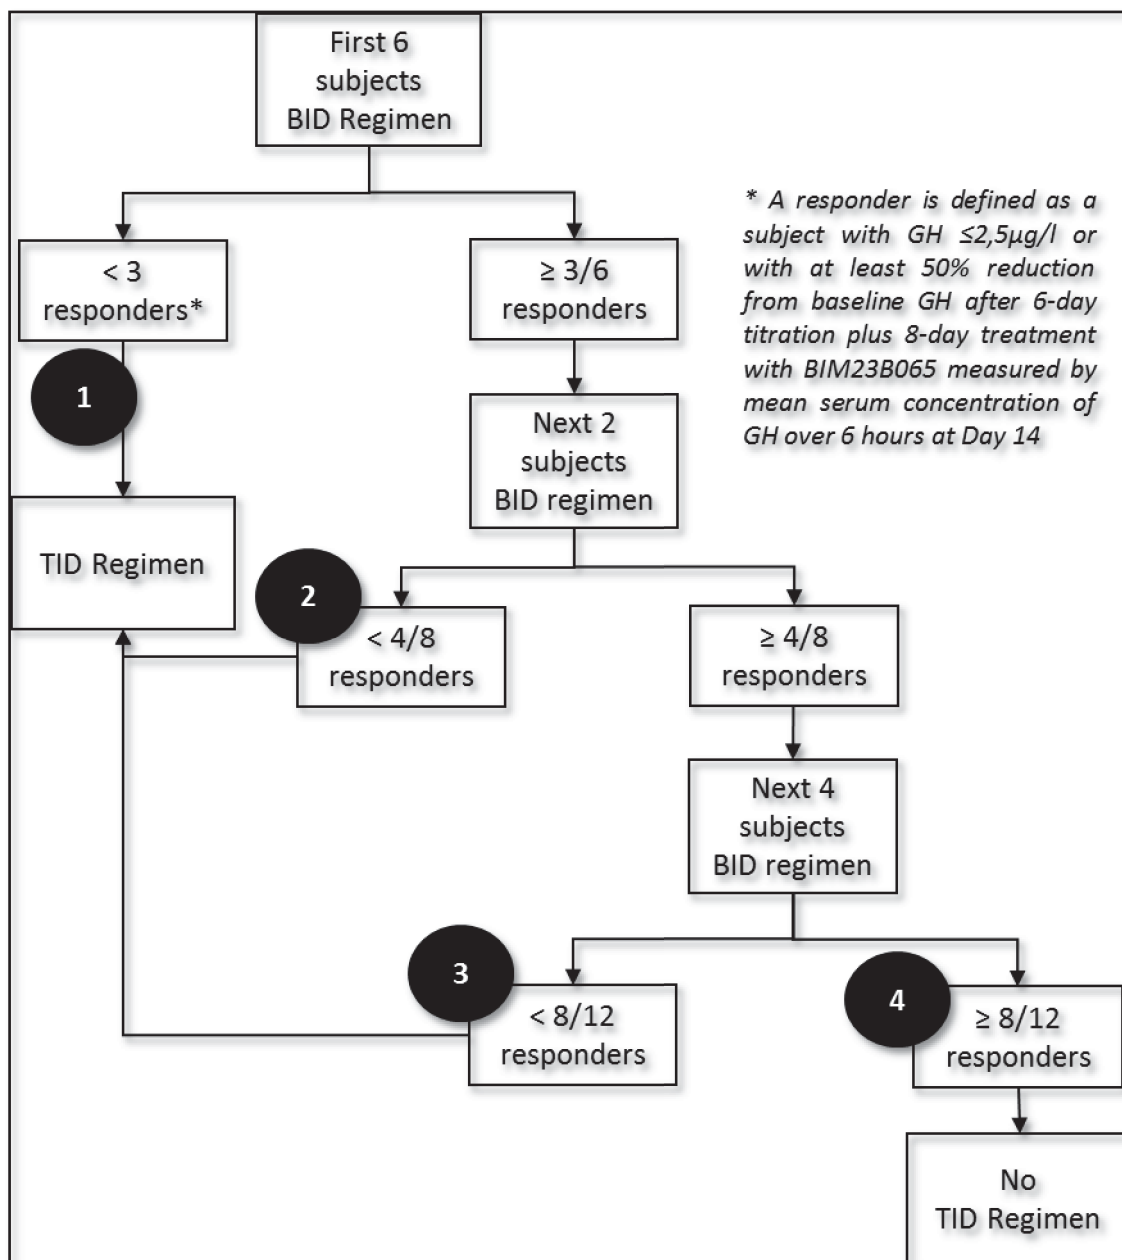 First 6
subjects
BID Regimen
* A responder is defined as a
subject with GH ≤2,5µg/l or
with at least 50% reduction
from baseline GH after 6-day
titration plus 8-day treatment
with BIM23B065 measured by
mean serum concentration of
GH over 6 hours at Day 14
< 3
responders*
≥ 3/6
responders
1
Next 2
subjects
BID regimen
TID Regimen
2
< 4/8
responders
≥ 4/8
responders
Next 4
subjects
BID regimen
3
< 8/12
responders
4
≥ 8/12
responders
No
TID Regimen